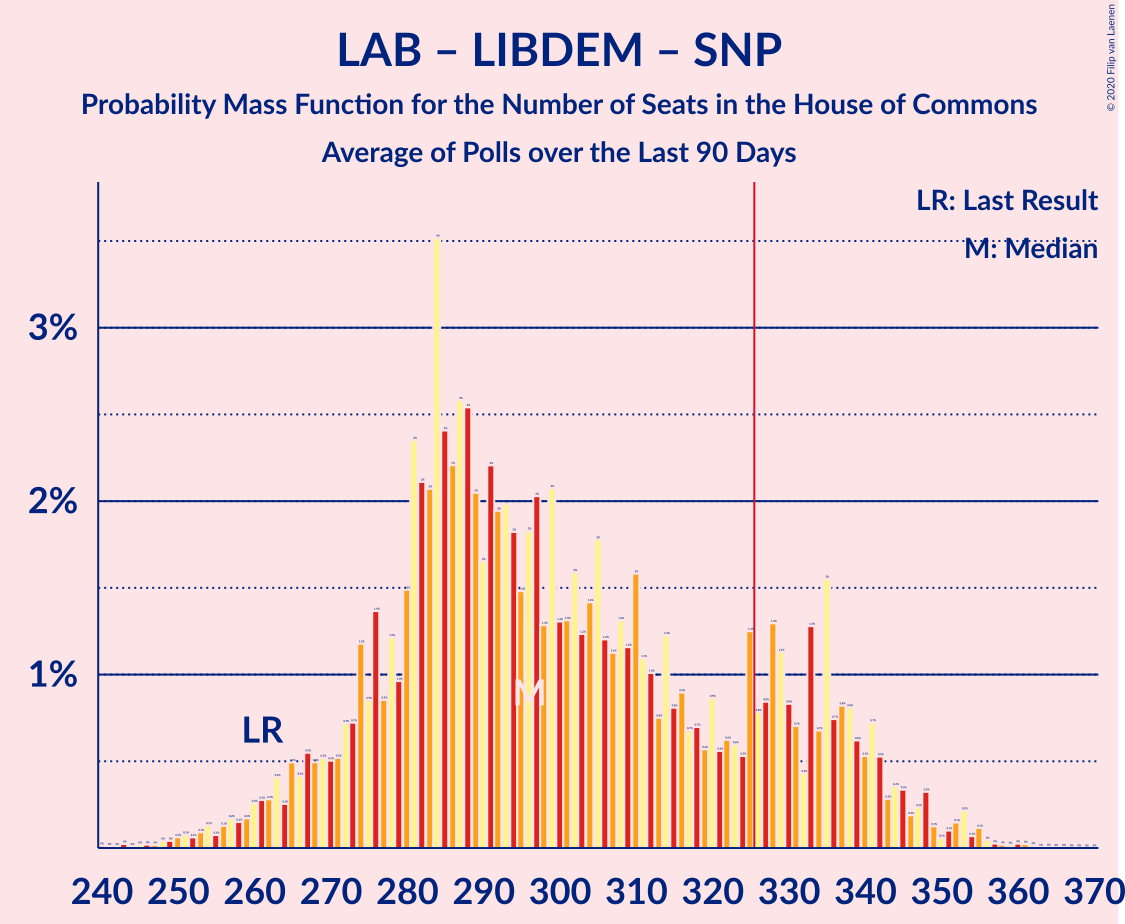 LAB – LIBDEM – SNP
Probability Mass Function for the Number of Seats in the House of Commons
Average of Polls over the Last 90 Days
© 2020 Filip van Laenen
LR: Last Result
M: Median
3%
2%
1%
LR
M
240 250 260 270 280 290 300 310 320 330 340 350 360 370